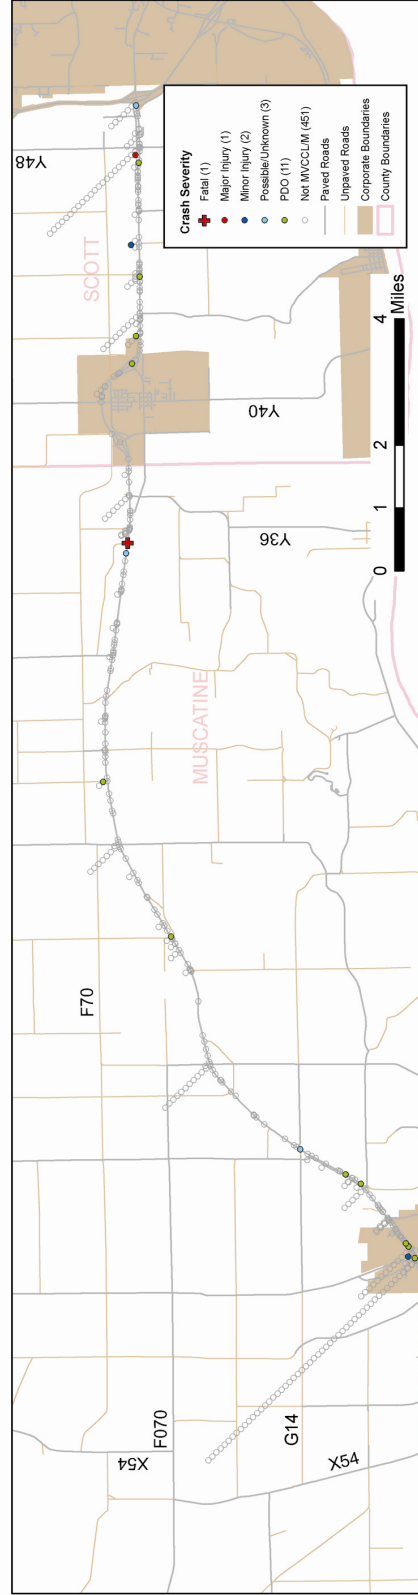 Y48
SCOTT
Y40
Y36
MUSCATINE
F70
F070
G14
X54
X54
Crash Severity
Fatal (1)
Major Injury (1)
Minor Injury (2)
Possible/Unknown (3)
PDO (11)
Not MVCCL/M (451)
Paved Roads
Unpaved Roads
Corporate Boundaries
County Boundaries
0 1 2 4
Miles